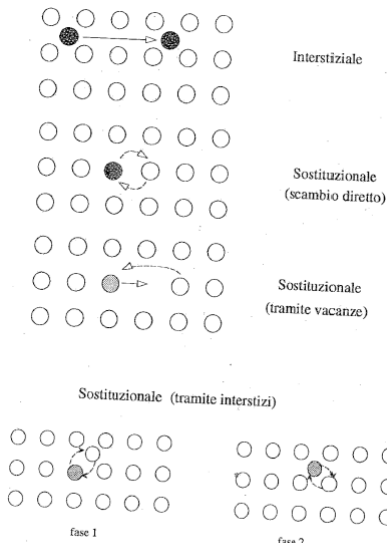 Interstiziale
Sostituzionale
(scambio diretto)
Sostituzionale
(tramite vacanze)
Sostituzionale (tramite interstizi)
fase 1
fase 2